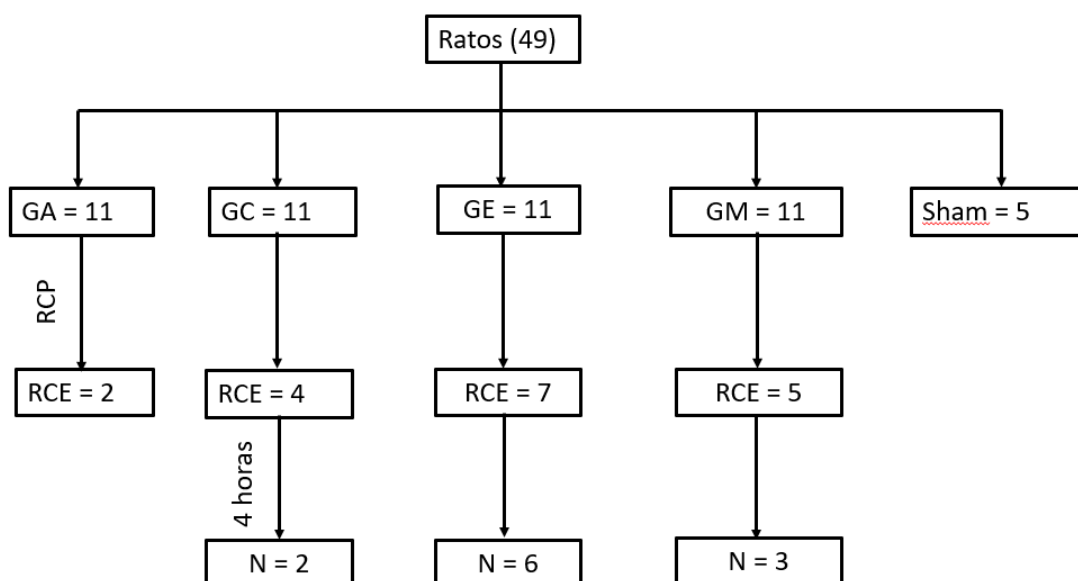 Ratos (49)
GA = 11
GC = 11
GE = 11
GM = 11
Sham = 5
RCP
RCE = 2
RCE = 4
RCE = 7
RCE = 5
4 horas
N = 2
N = 6
N = 3